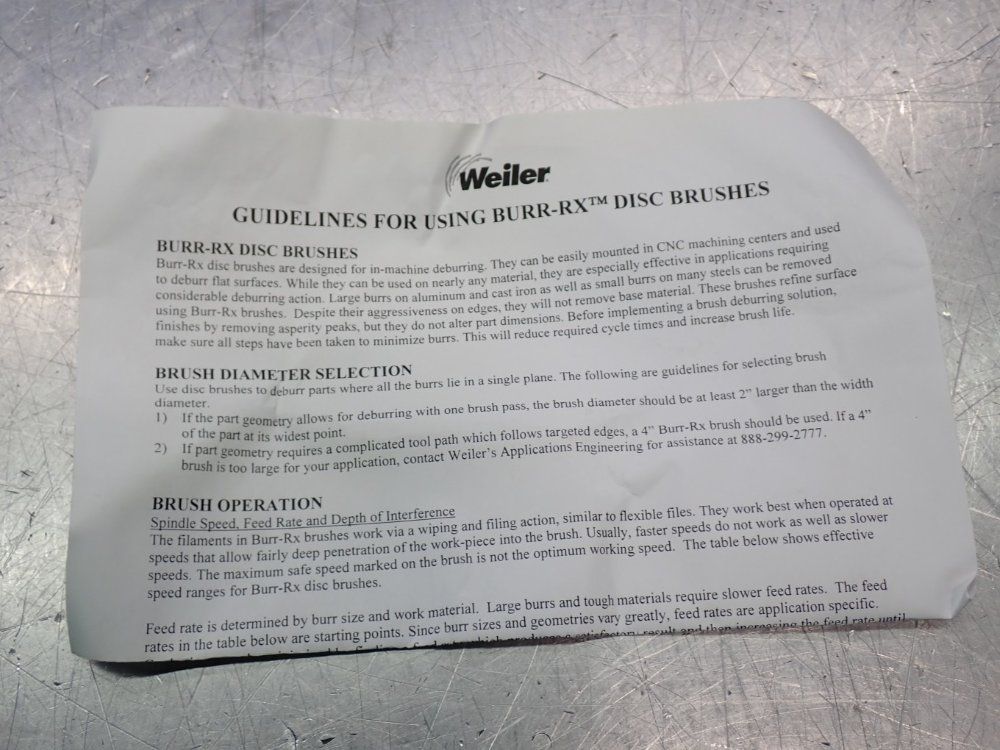 Weiler
GUIDELINES FOR USING BURR-RX™ DISC BRUSHES
BURR-RX DISC BRUSHES
Burr-Rx disc brushes are designed for in-machine deburring. They can be easily mounted in CNC machining centers and used
to deburr flat surfaces. While they can be used on nearly any material, they are especially effective in applications requiring
considerable deburring action. Large burrs on aluminum and cast iron as well as small burrs on many steels can be removed
using Burr-Rx brushes. Despite their aggressiveness on edges, they will not remove base material. These brushes refine surface
finishes by removing asperity peaks, but they do not alter part dimensions. Before implementing a brush deburring solution,
make sure all steps have been taken to minimize burrs. This will reduce required cycle times and increase brush life.
BRUSH DIAMETER SELECTION
Use disc brushes to deburr parts where all the burrs lie in a single plane. The following are guidelines for selecting brush
diameter.
1) If the part geometry allows for deburring with one brush pass, the brush diameter should be at least 2" larger than the width
of the part at its widest point.
2) If part geometry requires a complicated tool path which follows targeted edges, a 4" Burr-Rx brush should be used. If a 4"
brush is too large for your application, contact Weiler's Applications Engineering for assistance at 888-299-2777.
BRUSH OPERATION
Spindle Speed, Feed Rate and Depth of Interference
The filaments in Burr-Rx brushes work via a wiping and filing action, similar to flexible files. They work best when operated at
speeds that allow fairly deep penetration of the work-piece into the brush. Usually, faster speeds do not work as well as slower
speeds. The maximum safe speed marked on the brush is not the optimum working speed. The table below shows effective
speed ranges for Burr-Rx disc brushes.
Feed rate is determined by burr size and work material. Large burrs and tough materials require slower feed rates. The feed
rates in the table below are starting points. Since burr sizes and geometries vary greatly, feed rates are application specific.
result and then increasing the feed rate until